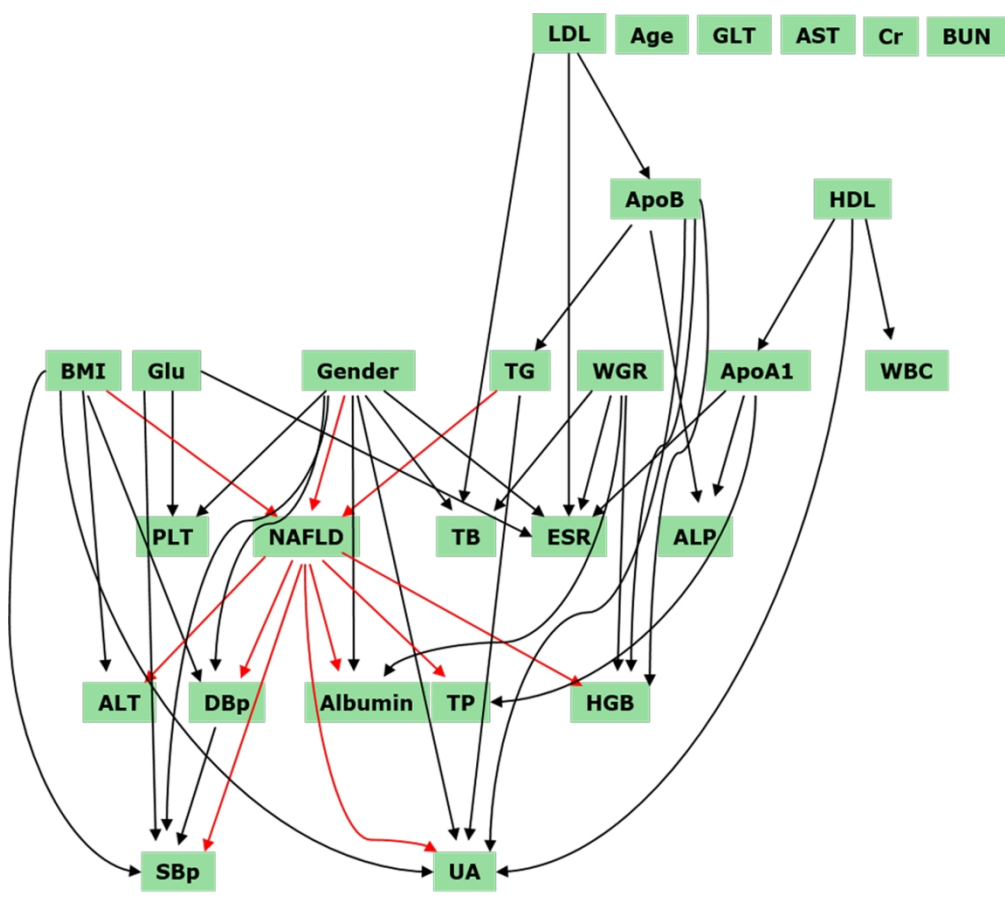 LDL Age GLT AST Cr BUN
ApoB HDL
BMI Glu Gender TG WGR ApoA1 WBC
PLT NAFLD TB ESR ALP
ALT DBp Albumin TP HGB
SBp UA